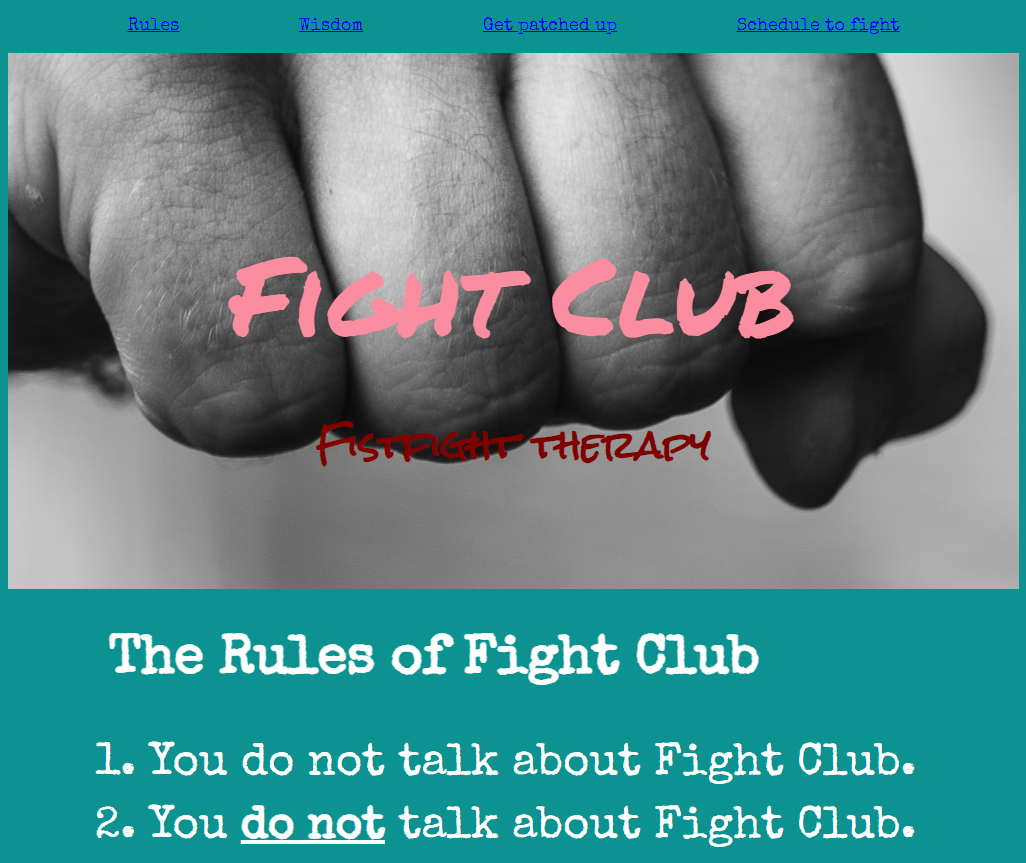 Rules Wisdom Get patched up Schedule to fight
Fight Club
Fistfight therapy
The Rules of Fight Club
1. You do not talk about Fight Club.
2. You do not talk about Fight Club.